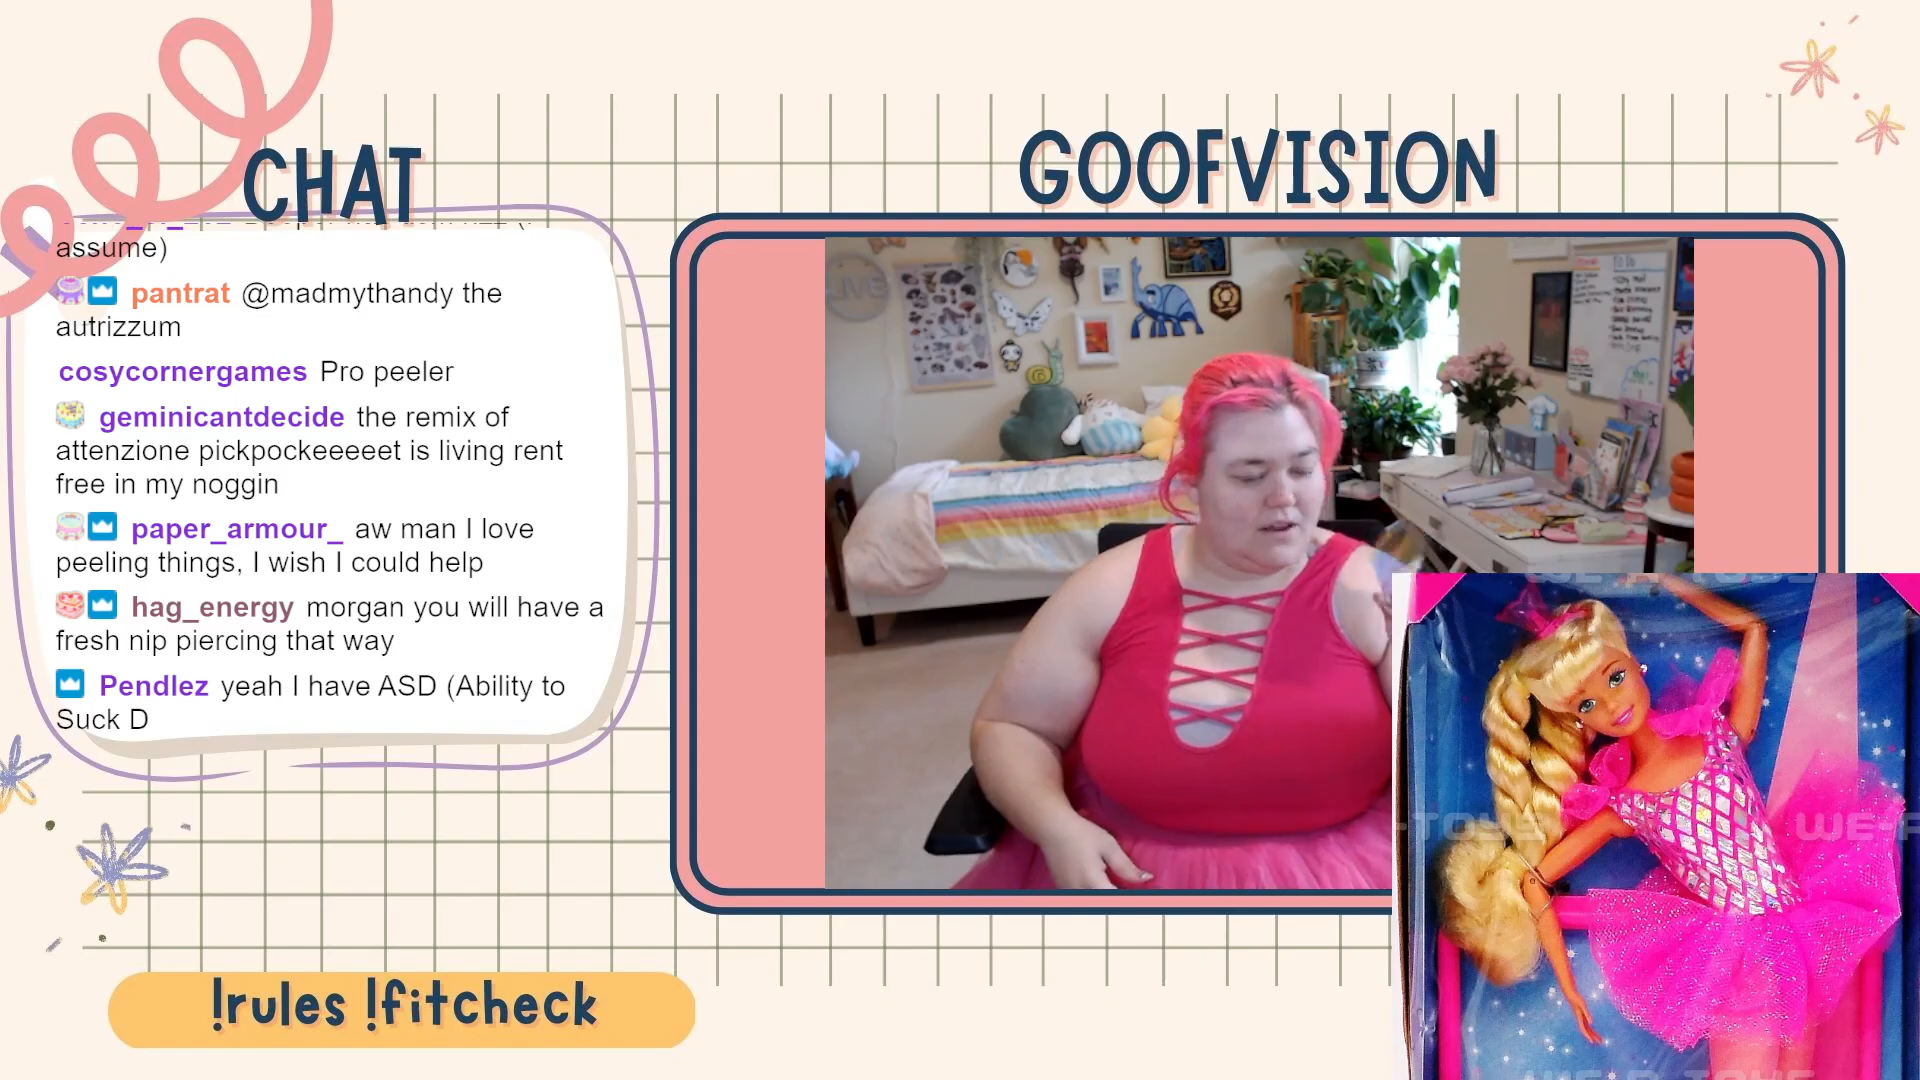 CHAT
GOOFVISION
assume)
pantrat @madmythandy the
autrizzum
cosycornergames Pro peeler
geminicantdecide the remix of
attenzione pickpockeeeeet is living rent
free in my noggin
paper_armour_ aw man I love
peeling things, I wish I could help
hag_energy morgan you will have a
fresh nip piercing that way
Pendlez yeah I have ASD (Ability to
Suck D
!rules !fitcheck